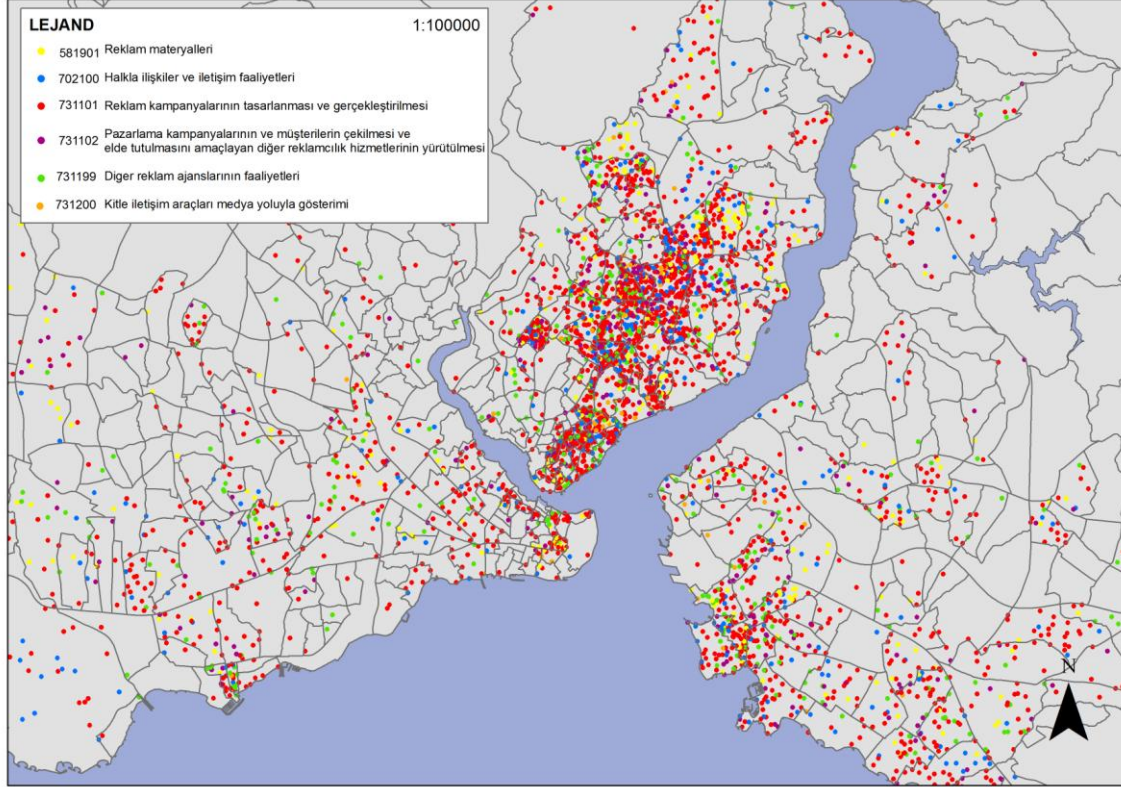 LEJAND 1:100000
581901 Reklam materyalleri
702100 Halkla ilişkiler ve iletişim faaliyetleri
731101 Reklam kampanyalarının tasarlanması ve gerçekleştirilmesi
731102 Pazarlama kampanyalarının ve müşterilerin çekilmesi ve
elde tutulmasını amaçlayan diğer reklamcılık hizmetlerinin yürütülmesi
731199 Diger reklam ajanslarının faaliyetleri
731200 Kitle iletişim araçları medya yoluyla gösterimi
N